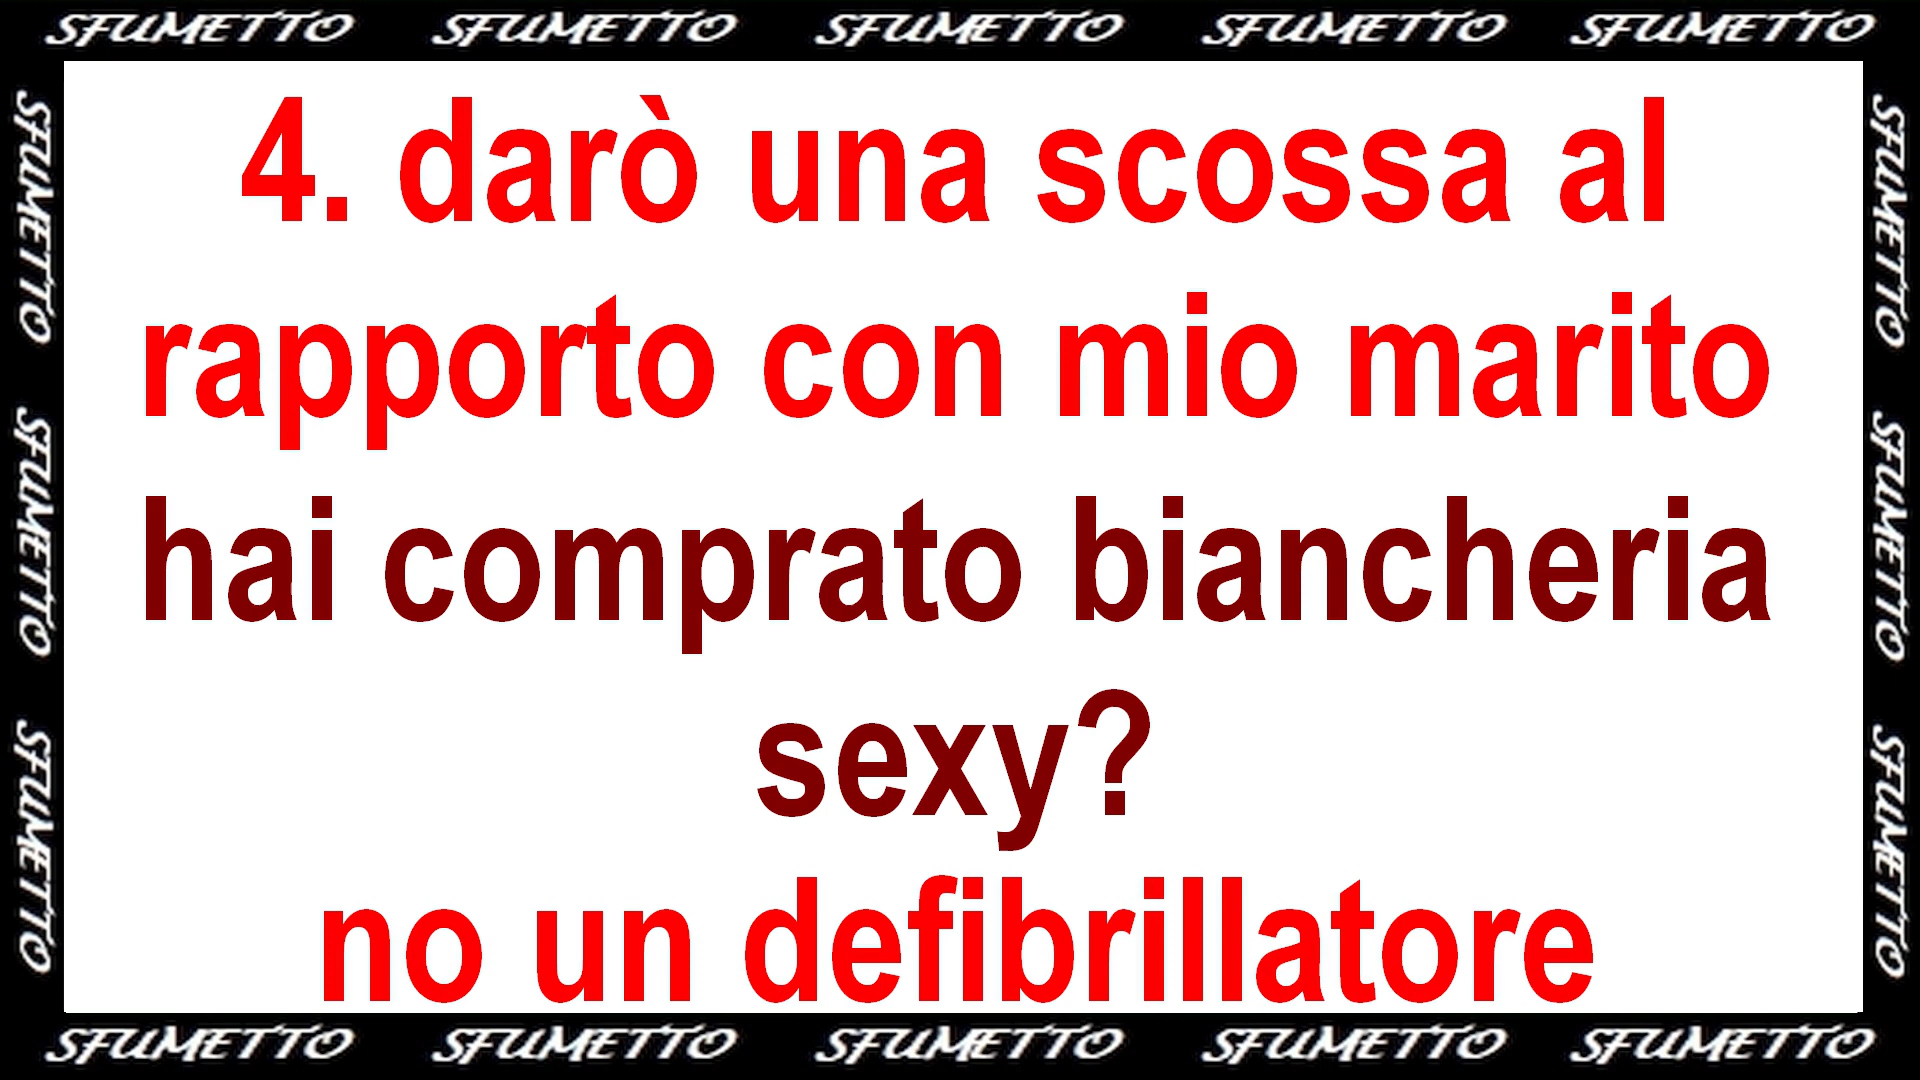 SFUMETTO SFUMETTO SFUMETTO SFUMETTO SFUMETTO
SFUMETTO SFUMETTO SFUMETTO
4. darò una scossa al
rapporto con mio marito
hai comprato biancheria
sexy?
no un defibrillatore
SFUMETTO SFUMETTO SFUMETTO
SFUMETTO SFUMETTO SFUMETTO SFUMETTO SFUMETTO